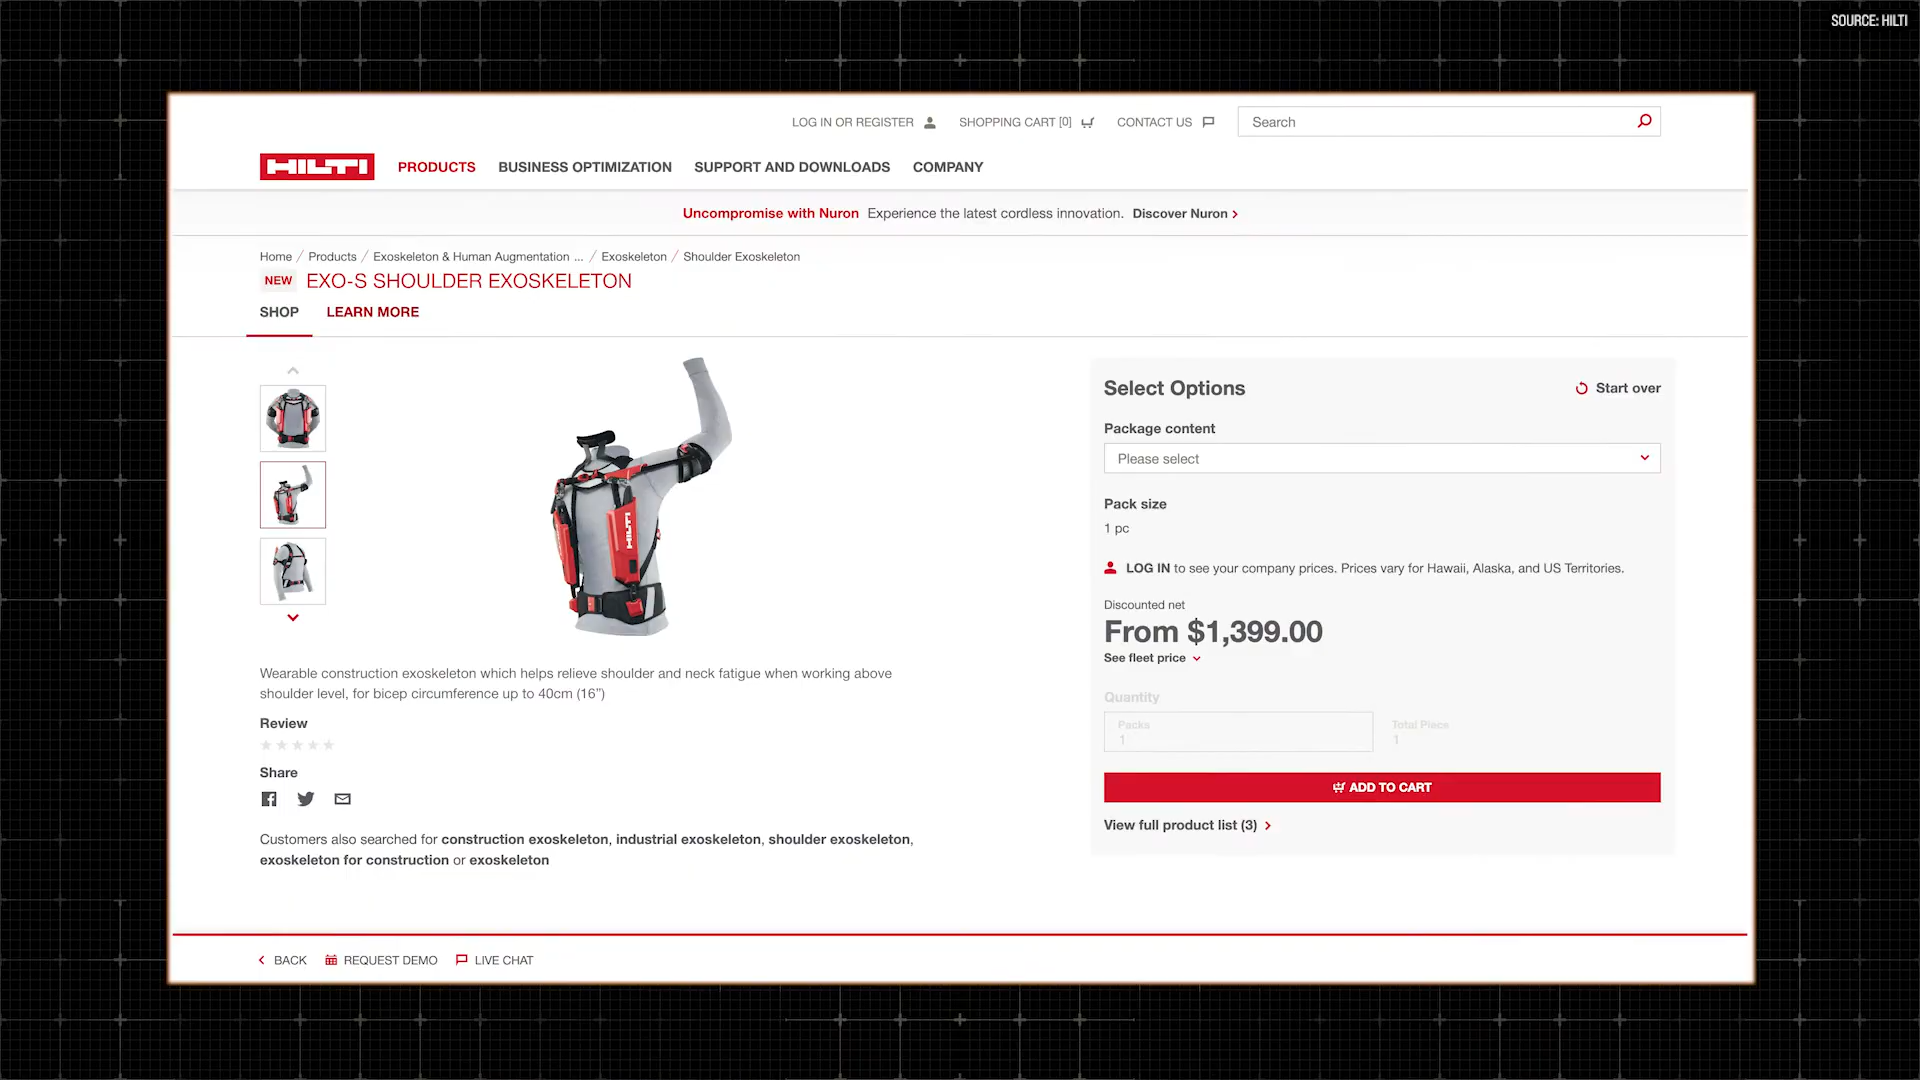 SOURCE: HILTI
LOG IN OR REGISTER
SHOPPING CART [0]
CONTACT US
Search
HILTI
PRODUCTS
BUSINESS OPTIMIZATION
SUPPORT AND DOWNLOADS
COMPANY
Uncompromise with Nuron Experience the latest cordless innovation. Discover Nuron
Home / Products / Exoskeleton & Human Augmentation ... / Exoskeleton / Shoulder Exoskeleton
NEW EXO-S SHOULDER EXOSKELETON
SHOP
LEARN MORE
HILTI
Wearable construction exoskeleton which helps relieve shoulder and neck fatigue when working above
shoulder level, for bicep circumference up to 40cm (16”)
Review
Share
Customers also searched for construction exoskeleton, industrial exoskeleton, shoulder exoskeleton,
exoskeleton for construction or exoskeleton
Select Options
Start over
Package content
Please select
Pack size
1 pc
LOG IN to see your company prices. Prices vary for Hawaii, Alaska, and US Territories.
Discounted net
From $1,399.00
See fleet price
Quantity
Packs
1
Total Piece
1
ADD TO CART
View full product list (3)
BACK
REQUEST DEMO
LIVE CHAT